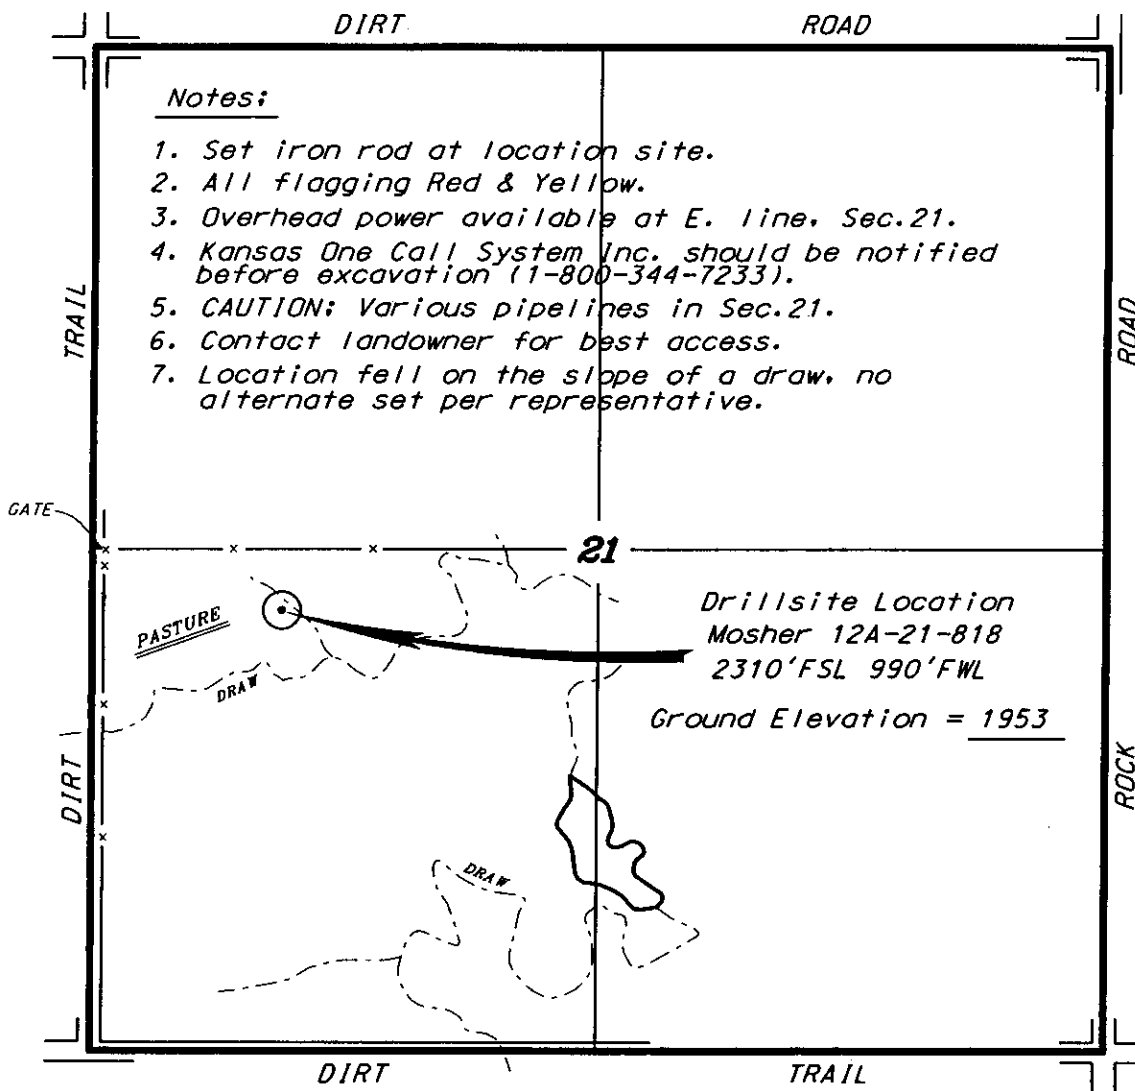 DIRT ROAD
Notes:
1. Set iron rod at location site.
2. All flagging Red & Yellow.
3. Overhead power available at E. line, Sec.21.
4. Kansas One Call System Inc. should be notified
before excavation (1-800-344-7233).
5. CAUTION: Various pipelines in Sec.21.
6. Contact landowner for best access.
7. Location fell on the slope of a draw, no
alternate set per representative.
TRAIL
ROAD
GATE
21
PASTURE
DRAW
Drillsite Location
Mosher 12A-21-818
2310'FSL 990'FWL
Ground Elevation = 1953
DIRT
ROCK
DRAW
DIRT TRAIL